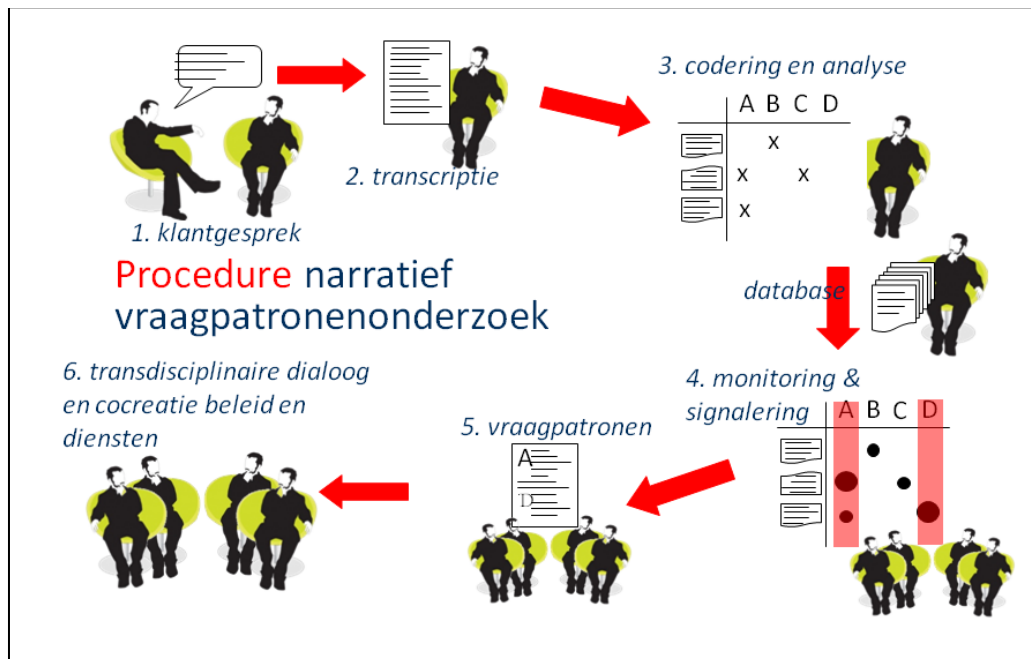 1. klantgesprek
2. transcriptie
3. codering en analyse
A B C D
x
x x
x
Procedure narratief
vraagpatronenonderzoek
database
4. monitoring &
signalering
A B C D
5. vraagpatronen
A
D
6. transdisciplinaire dialoog
en cocreatie beleid en
diensten